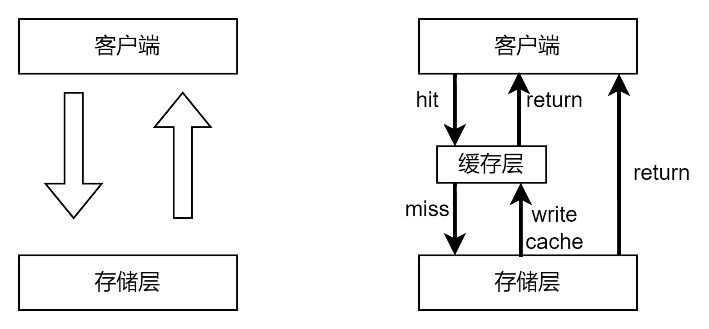 客户端
客户端
hit
return
缓存层
return
miss
write
cache
存储层
存储层